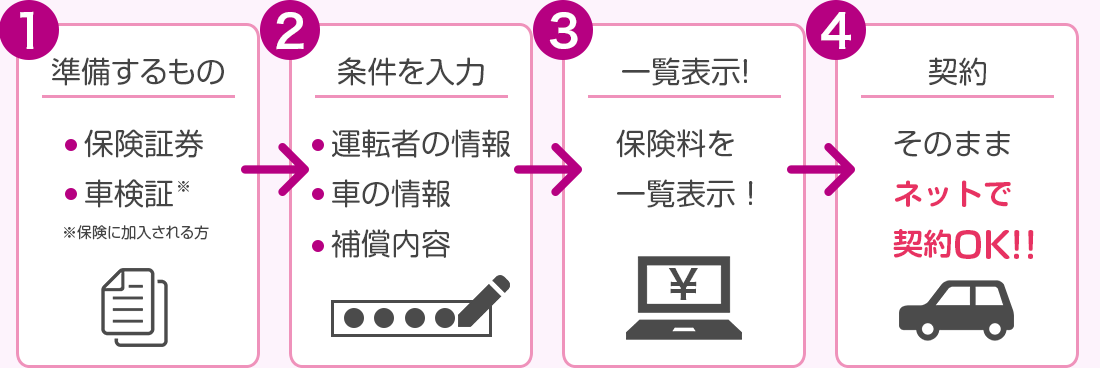 1
準備するもの
● 保険証券
● 車検証※
※保険に加入される方
2
条件を入力
● 運転者の情報
● 車の情報
● 補償内容
3
一覧表示!
保険料を
一覧表示！
¥
4
契約
そのまま
ネットで
契約OK!!